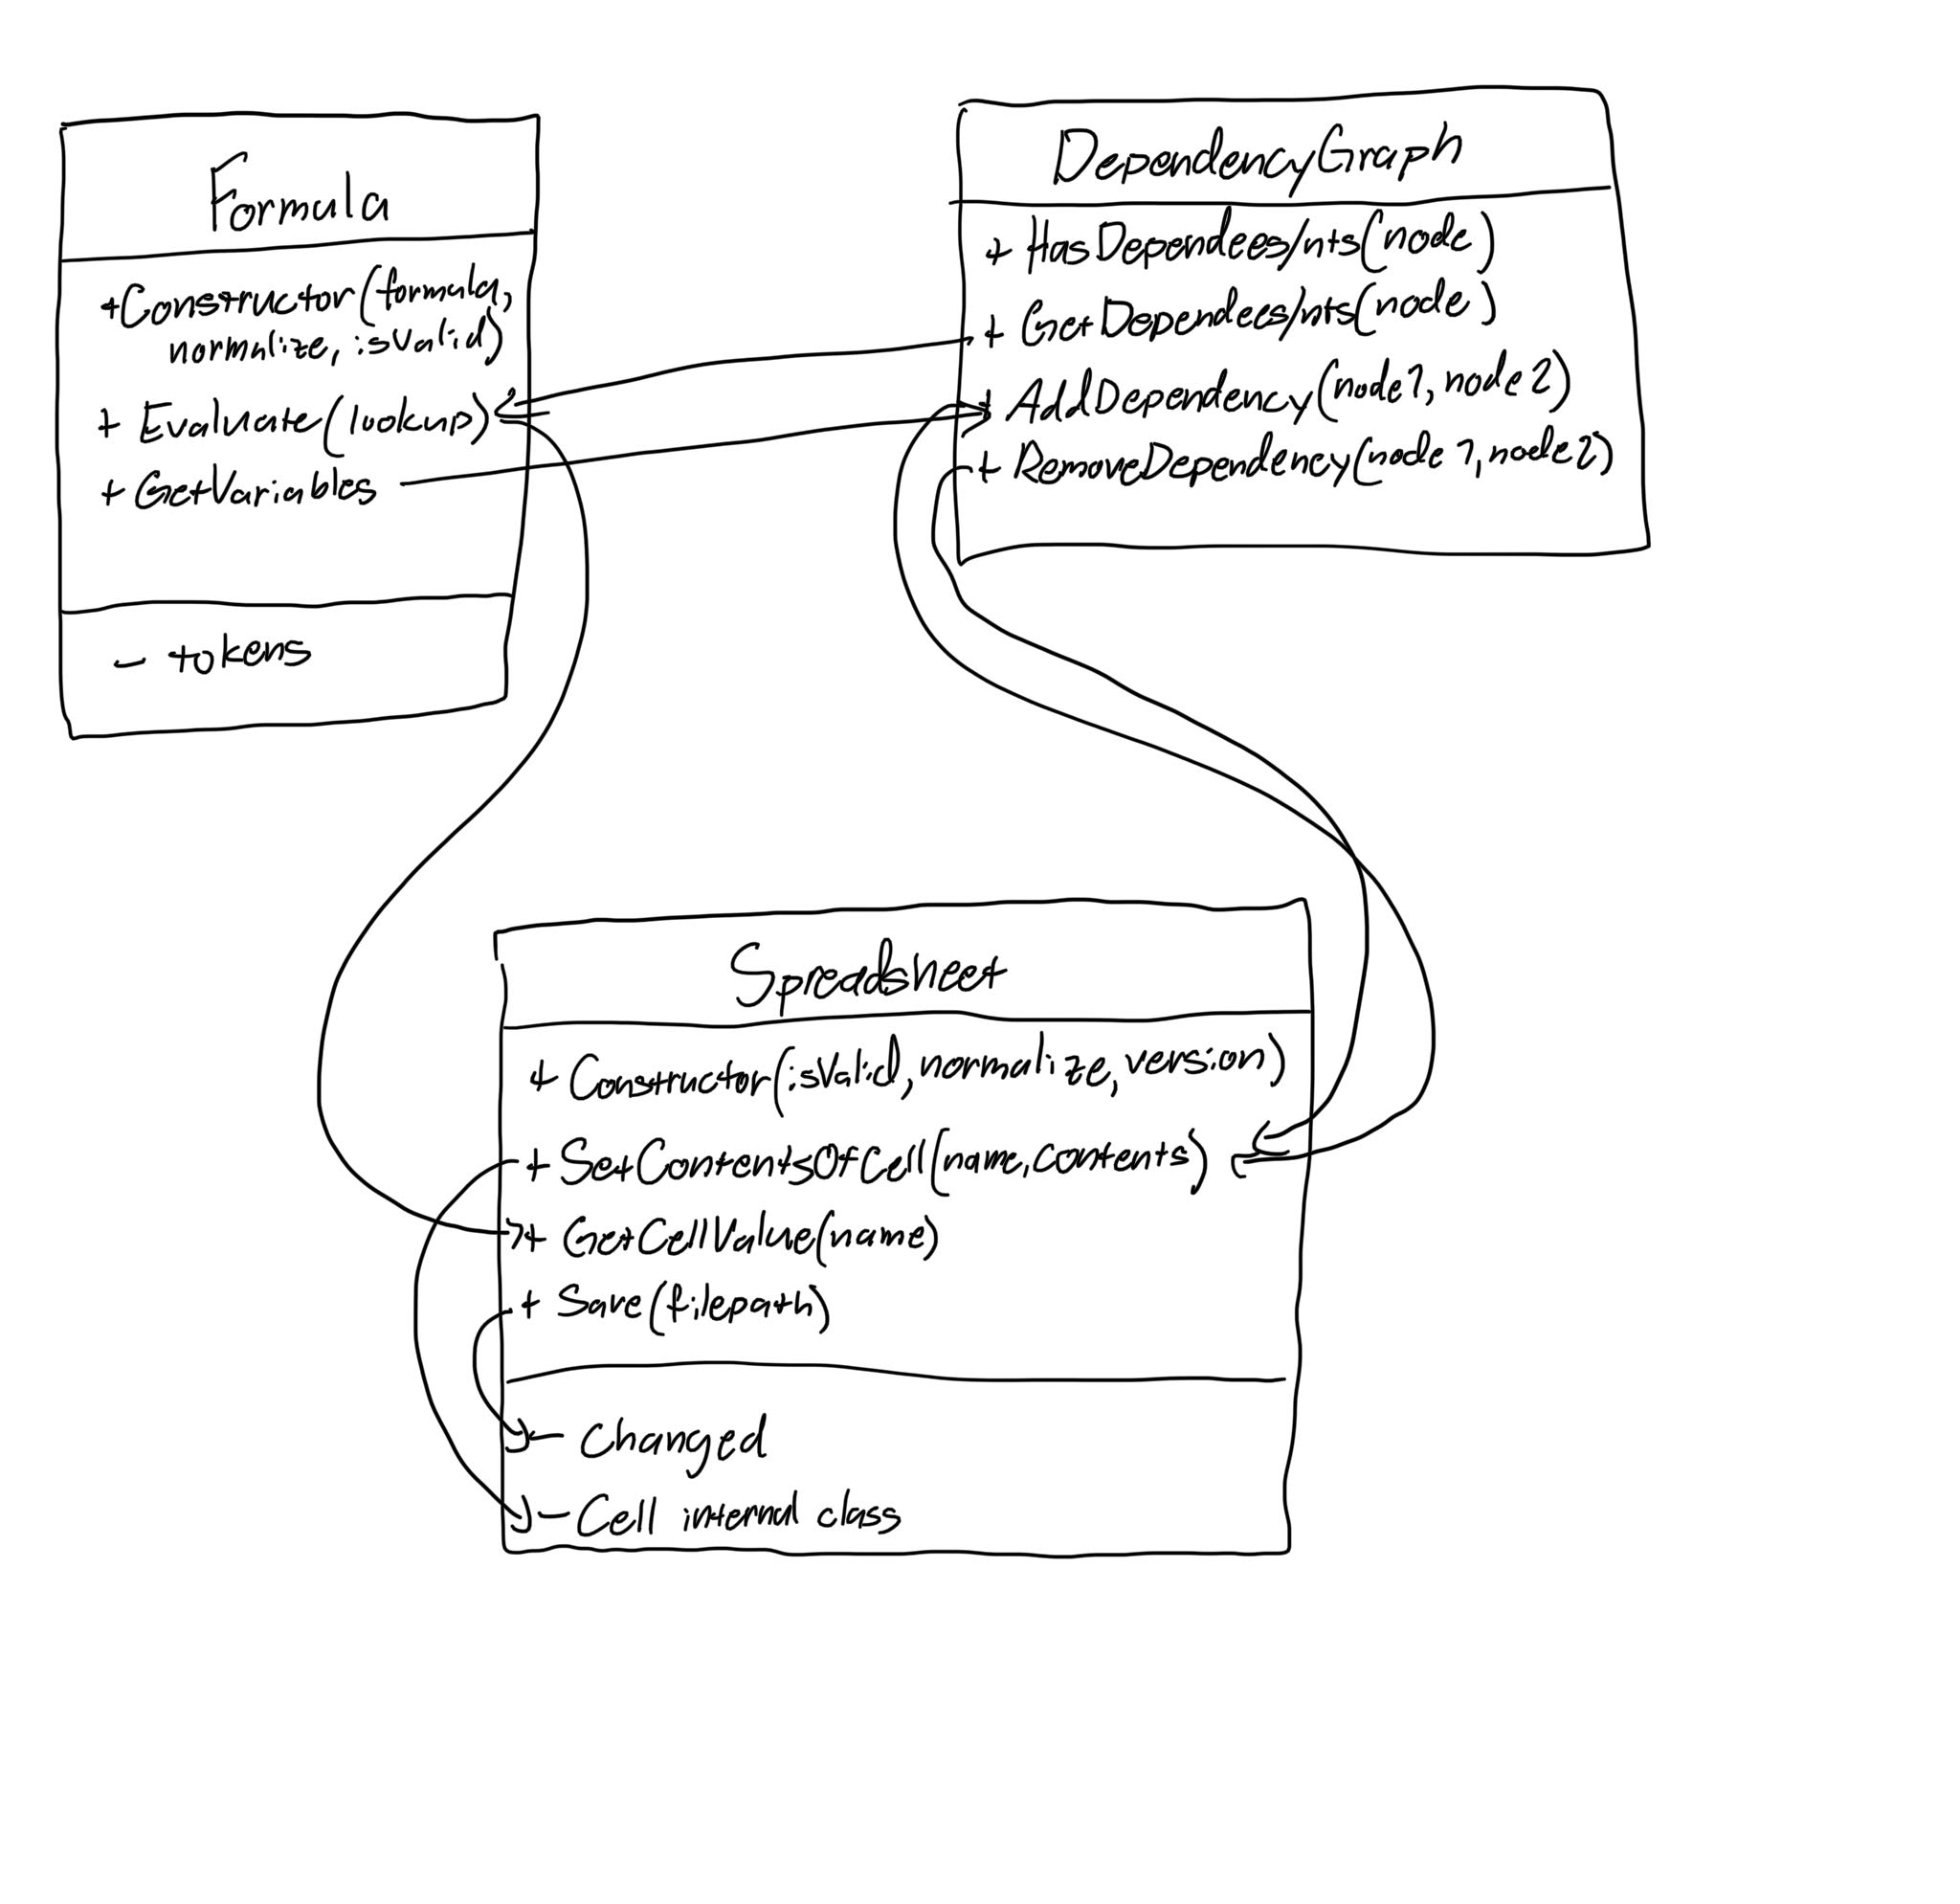 Formula
+Constructor(formula,
normalize, isValid)
+ Evaluate(lookup)
+ GetVariables
- tokens
DependencyGraph
+ HasDependees/nts(node)
+ GetDependees/nts(node)
+ AddDependency(node1, node2)
+ RemoveDependency(node1, node2)
Spreadsheet
+ Constructor(isValid, normalize, version)
+ SetContentsOfCell(name, contents)
+ GetCellValue(name)
+ Save(filepath)
- Changed
- Cell internal class